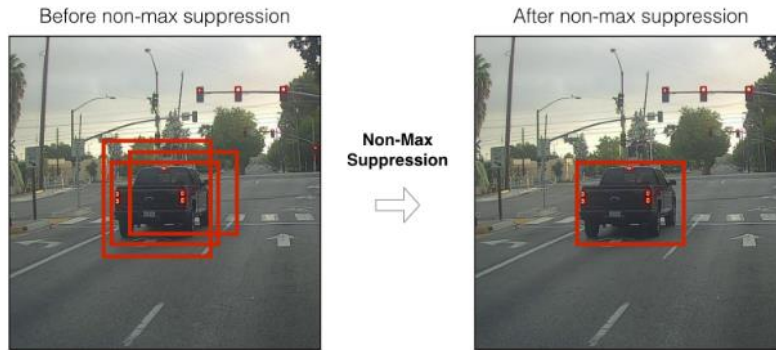 Before non-max suppression
After non-max suppression
Non-Max
Suppression